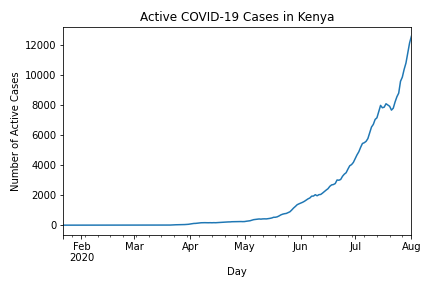 Active COVID-19 Cases in Kenya
12000
10000
8000
6000
4000
2000
0
Number of Active Cases
Feb Mar Apr May Jun Jul Aug
2020
Day